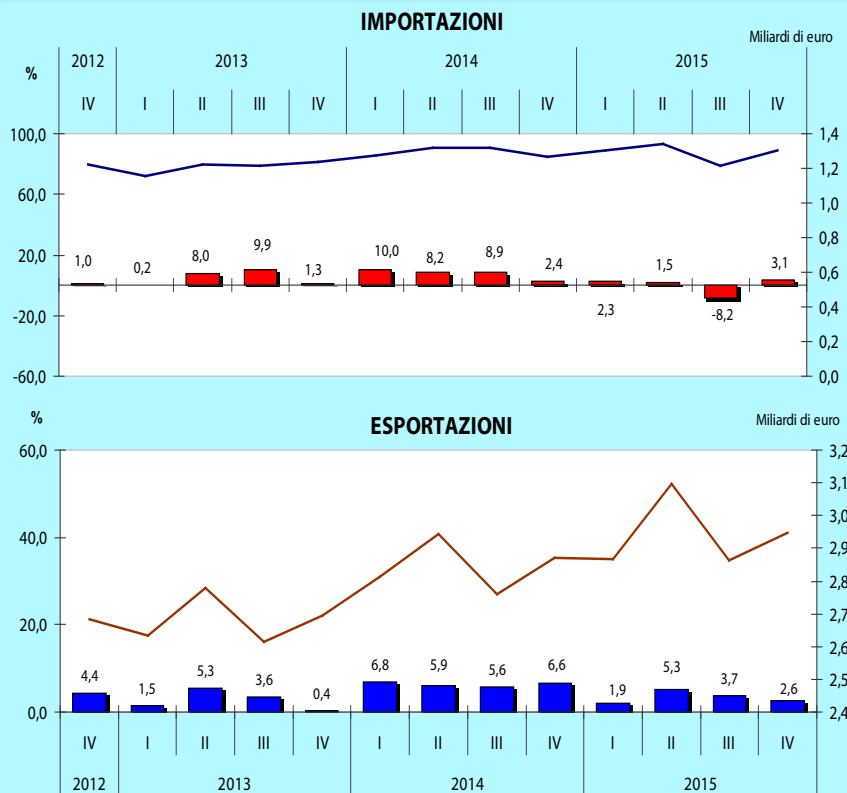 IMPORTAZIONI
Miliardi di euro
%
2012 2013 2014 2015
IV I II III IV I II III IV I II III IV
100,0
60,0
20,0
-20,0
-60,0
1,4
1,2
1,0
0,8
0,6
0,4
0,2
0,0
1,0 0,2 8,0 9,9 1,3 10,0 8,2 8,9 2,4 2,3 1,5 -8,2 3,1
%
ESPORTAZIONI
Miliardi di euro
60,0
40,0
20,0
0,0
3,2
3,1
3,0
2,9
2,8
2,7
2,6
2,5
2,4
4,4 1,5 5,3 3,6 0,4 6,8 5,9 5,6 6,6 1,9 5,3 3,7 2,6
IV I II III IV I II III IV I II III IV
2012 2013 2014 2015